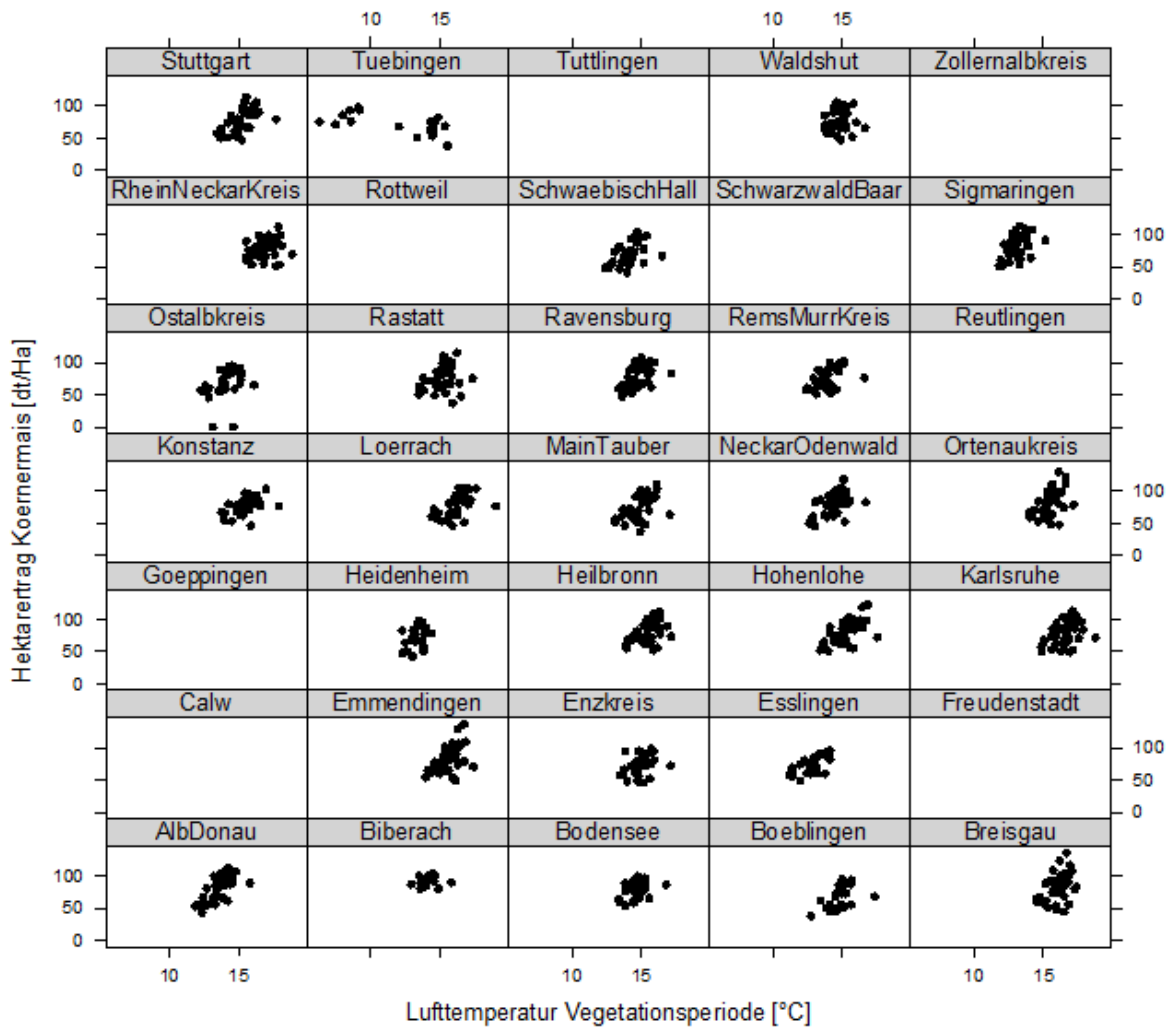 10 15 10 15
Stuttgart Tuebingen Tuttlingen Waldshut Zollernalbkreis
100
50
0
RheinNeckarKreis Rottweil SchwaebischHall SchwarzwaldBaar Sigmaringen
100
50
0
Ostalbkreis Rastatt Ravensburg RemsMurrKreis Reutlingen
100
50
0
Konstanz Loerrach MainTauber NeckarOdenwald Ortenaukreis
100
50
0
Goeppingen Heidenheim Heilbronn Hohenlohe Karlsruhe
100
50
0
Calw Emmendingen Enzkreis Esslingen Freudenstadt
100
50
0
AlbDonau Biberach Bodensee Boeblingen Breisgau
100
50
0
10 15 10 15 10 15
Hektarertrag Koernermais [dt/Ha]
Lufttemperatur Vegetationsperiode [°C]